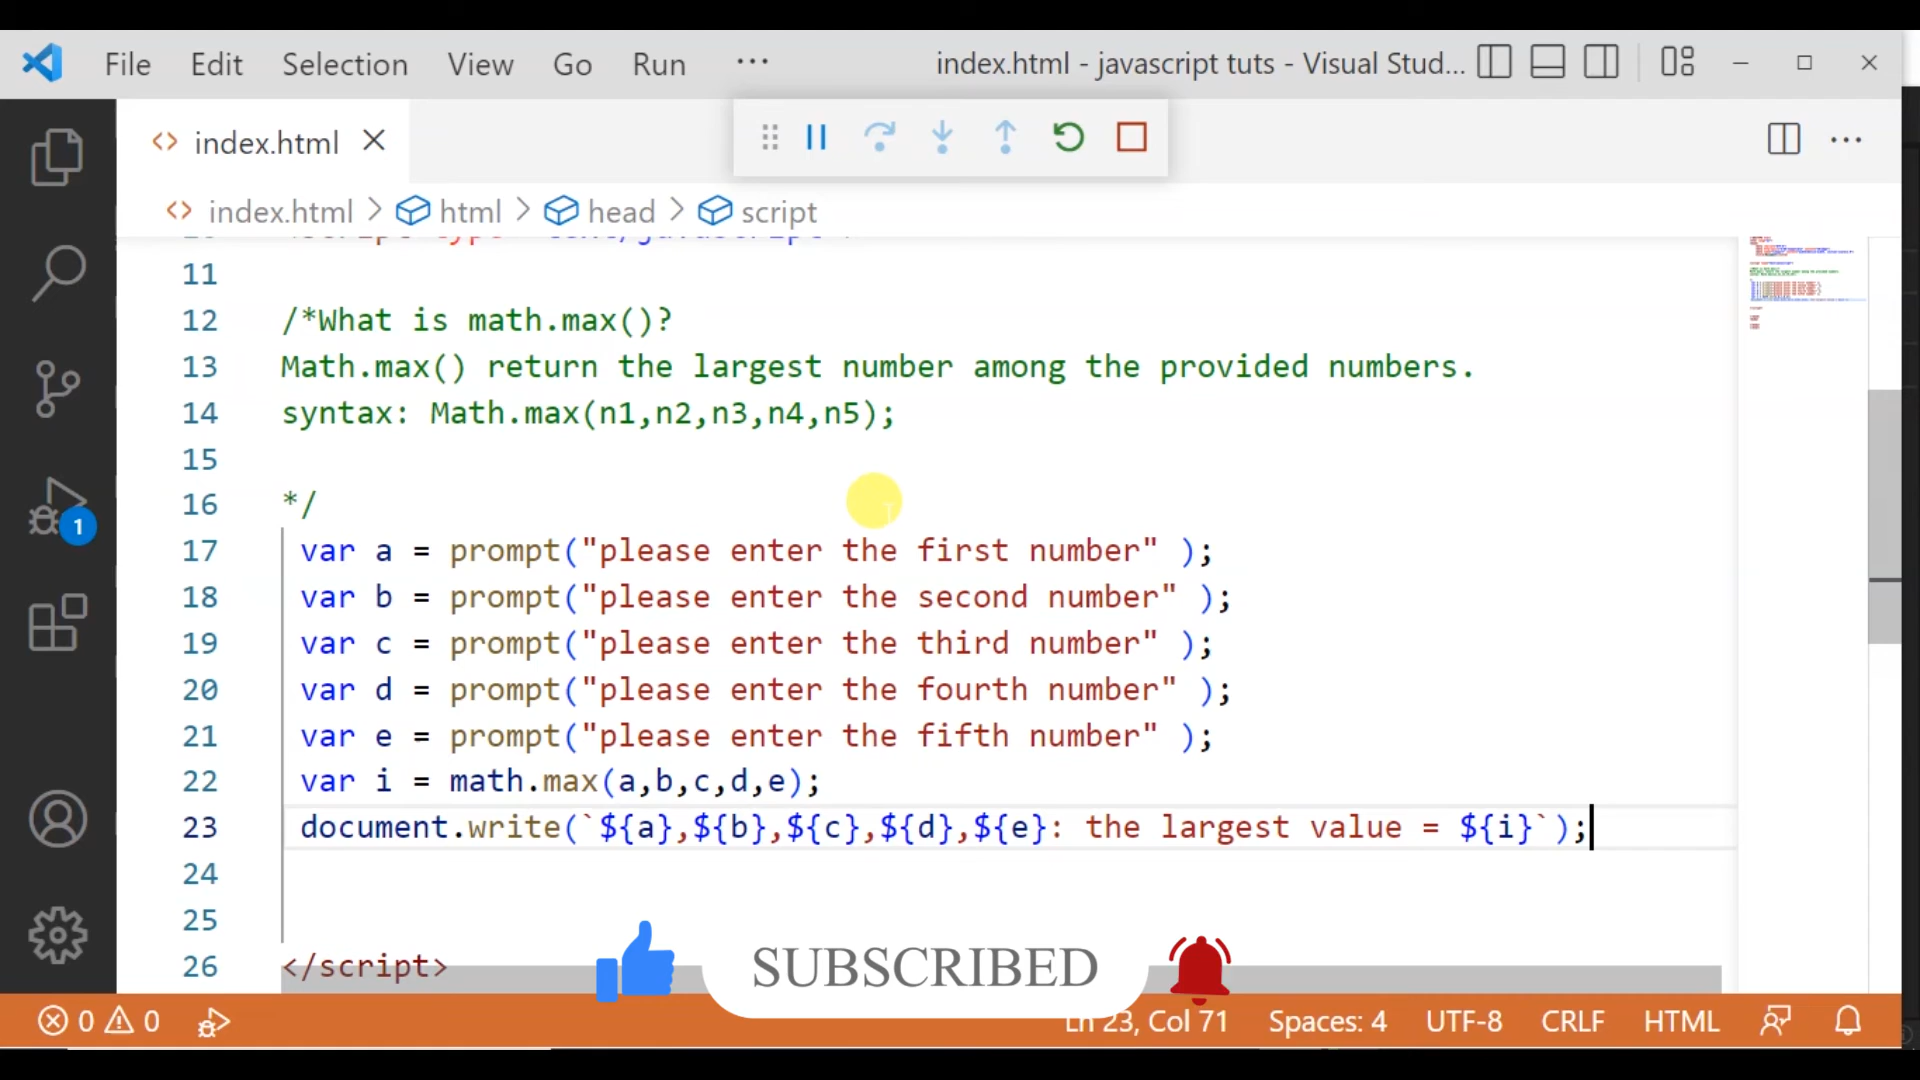 File Edit Selection View Go Run ··· index.html - javascript tuts - Visual Stud...
<> index.html
<> index.html > html > head > script
11
12 /*What is math.max()?
13 Math.max() return the largest number among the provided numbers.
14 syntax: Math.max(n1,n2,n3,n4,n5);
15
16 */
1
17 var a = prompt("please enter the first number" );
18 var b = prompt("please enter the second number" );
19 var c = prompt("please enter the third number" );
20 var d = prompt("please enter the fourth number" );
21 var e = prompt("please enter the fifth number" );
22 var i = math.max(a,b,c,d,e);
23 document.write(`${a},${b},${c},${d},${e}: the largest value = ${i}`);
24
25
26 </script>
SUBSCRIBED
0 0 Ln 23, Col 71 Spaces: 4 UTF-8 CRLF HTML